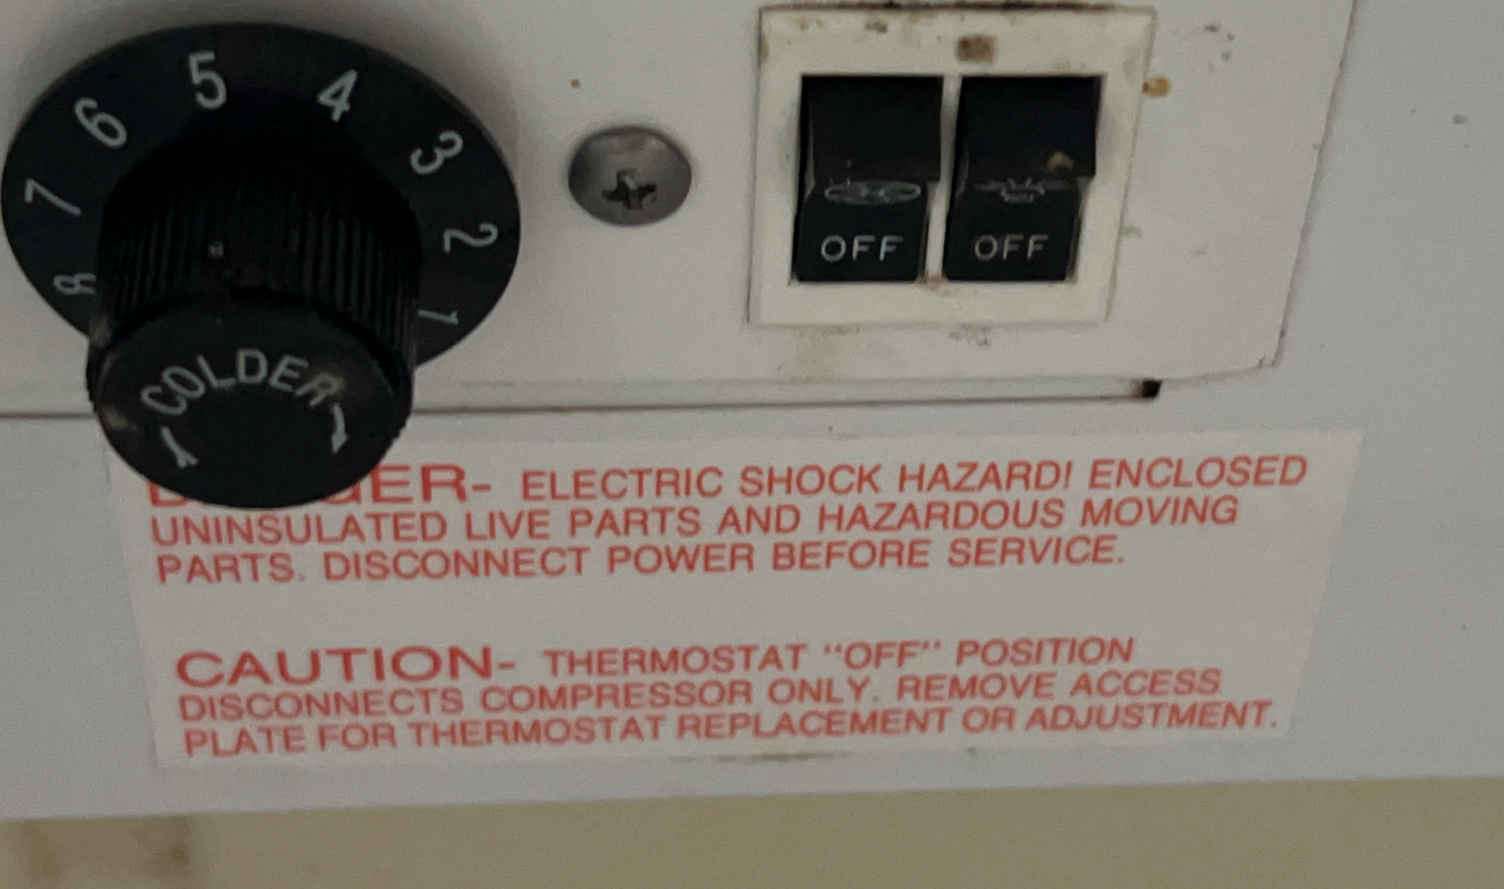 5
4
6
3
7
2
8
1
OFF OFF
COLDER
DANGER- ELECTRIC SHOCK HAZARD! ENCLOSED
UNINSULATED LIVE PARTS AND HAZARDOUS MOVING
PARTS. DISCONNECT POWER BEFORE SERVICE.
CAUTION- THERMOSTAT "OFF" POSITION
DISCONNECTS COMPRESSOR ONLY. REMOVE ACCESS
PLATE FOR THERMOSTAT REPLACEMENT OR ADJUSTMENT.